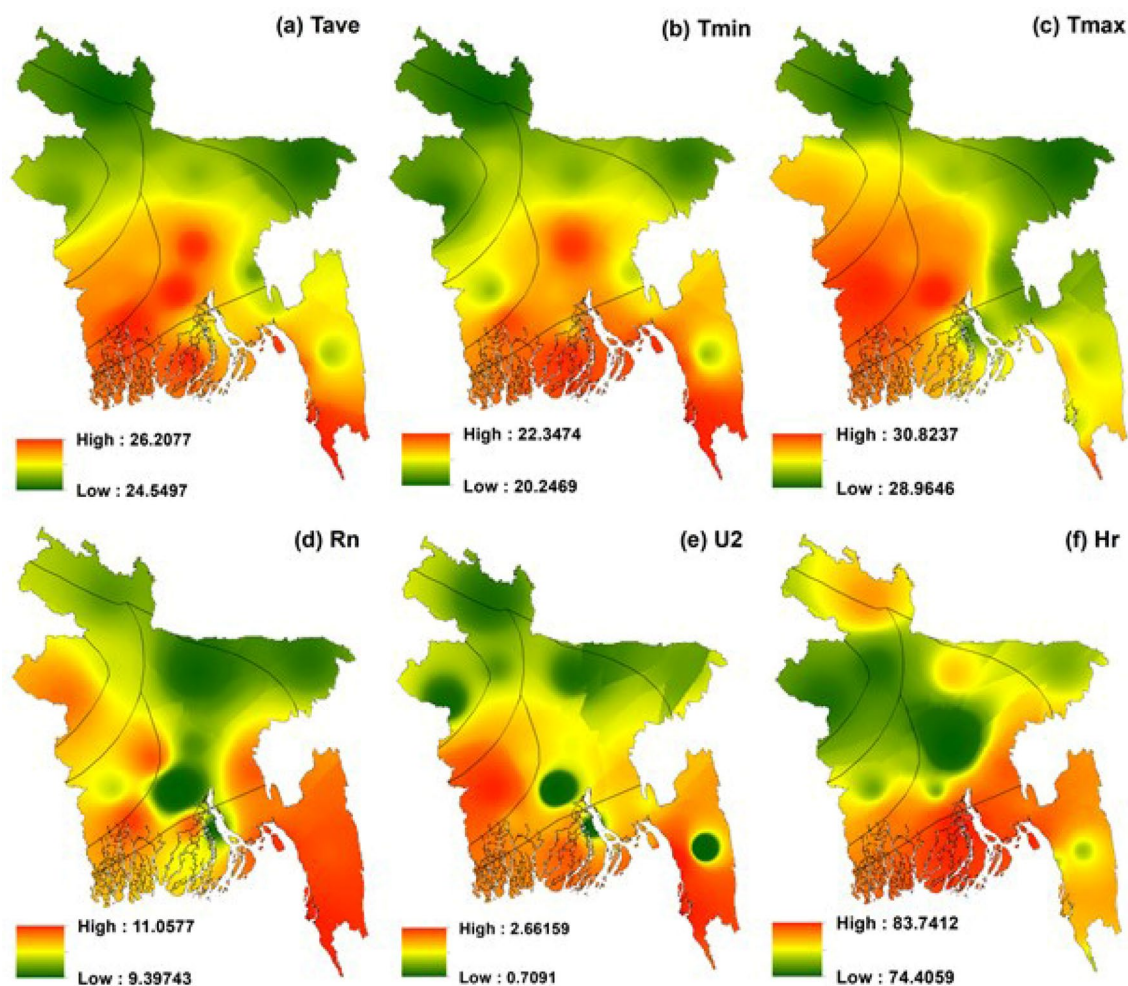 (a) Tave
(b) Tmin
(c) Tmax
High : 26.2077
Low : 24.5497
High : 22.3474
Low : 20.2469
High : 30.8237
Low : 28.9646
(d) Rn
(e) U2
(f) Hr
High : 11.0577
Low : 9.39743
High : 2.66159
Low : 0.7091
High : 83.7412
Low : 74.4059